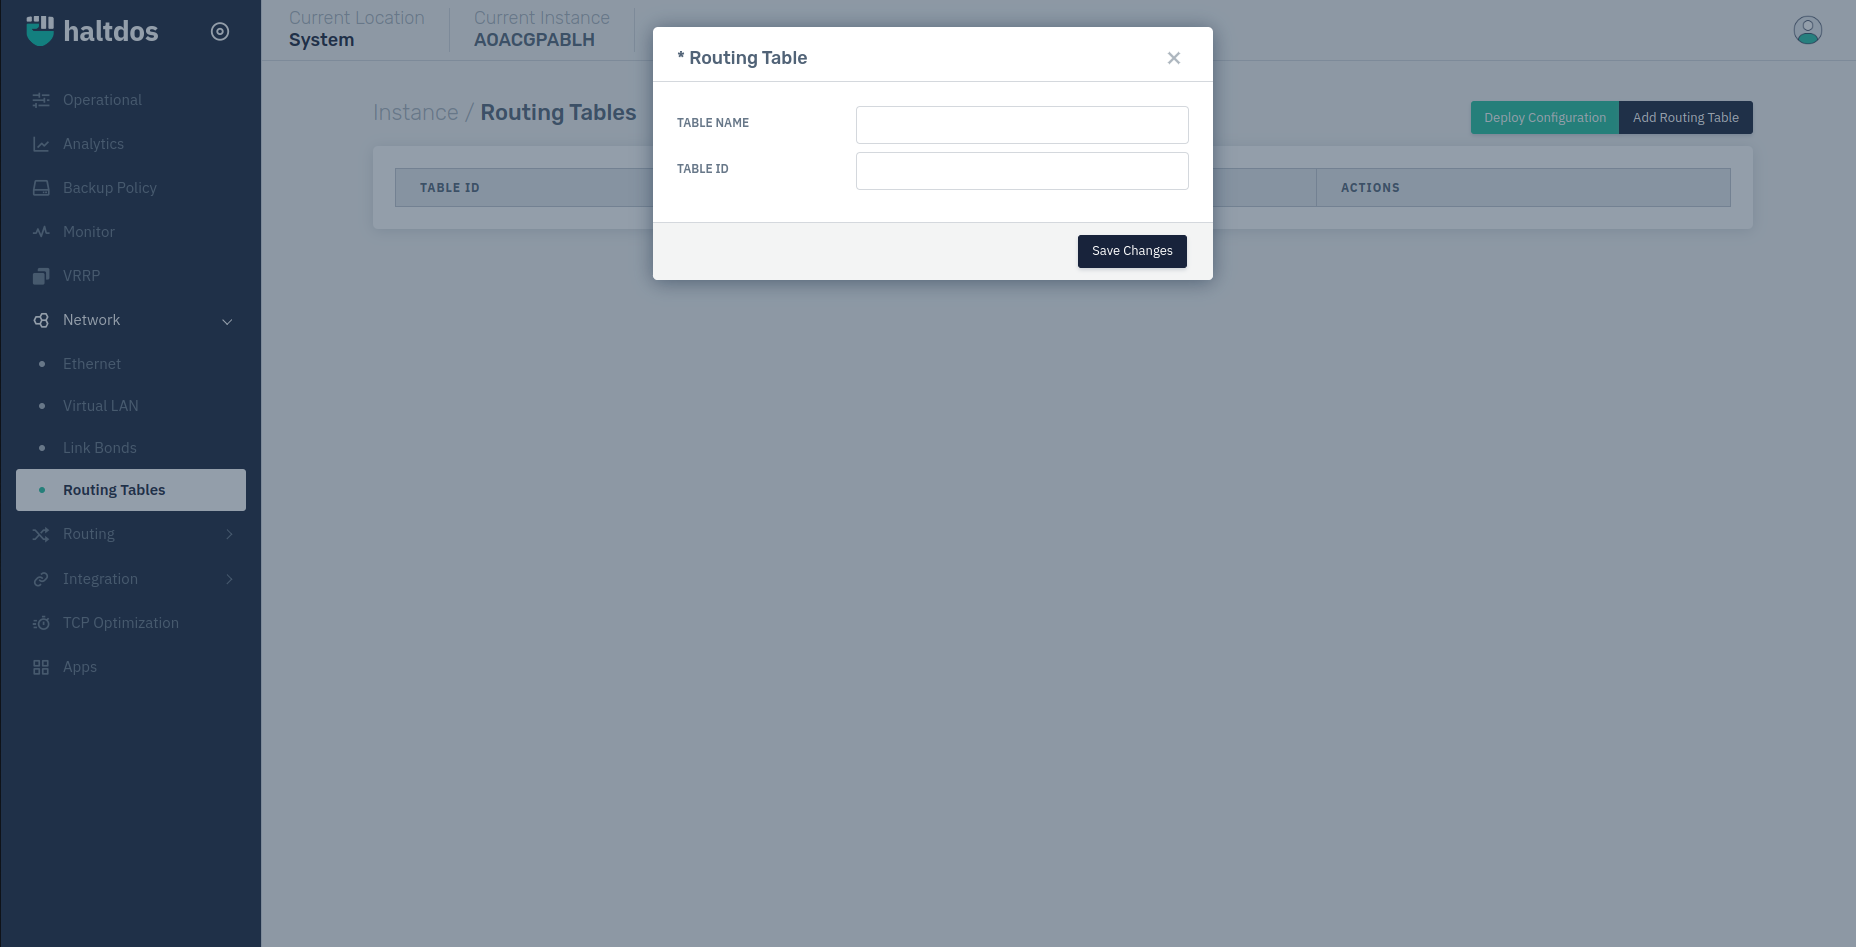 haltdos
Operational
Analytics
Backup Policy
Monitor
VRRP
Network
Ethernet
Virtual LAN
Link Bonds
Routing Tables
Routing
Integration
TCP Optimization
Apps
Current Location
System
Current Instance
AOACGPABLH
Instance / Routing Tables
Deploy Configuration
Add Routing Table
TABLE ID
ACTIONS
* Routing Table
TABLE NAME
TABLE ID
Save Changes